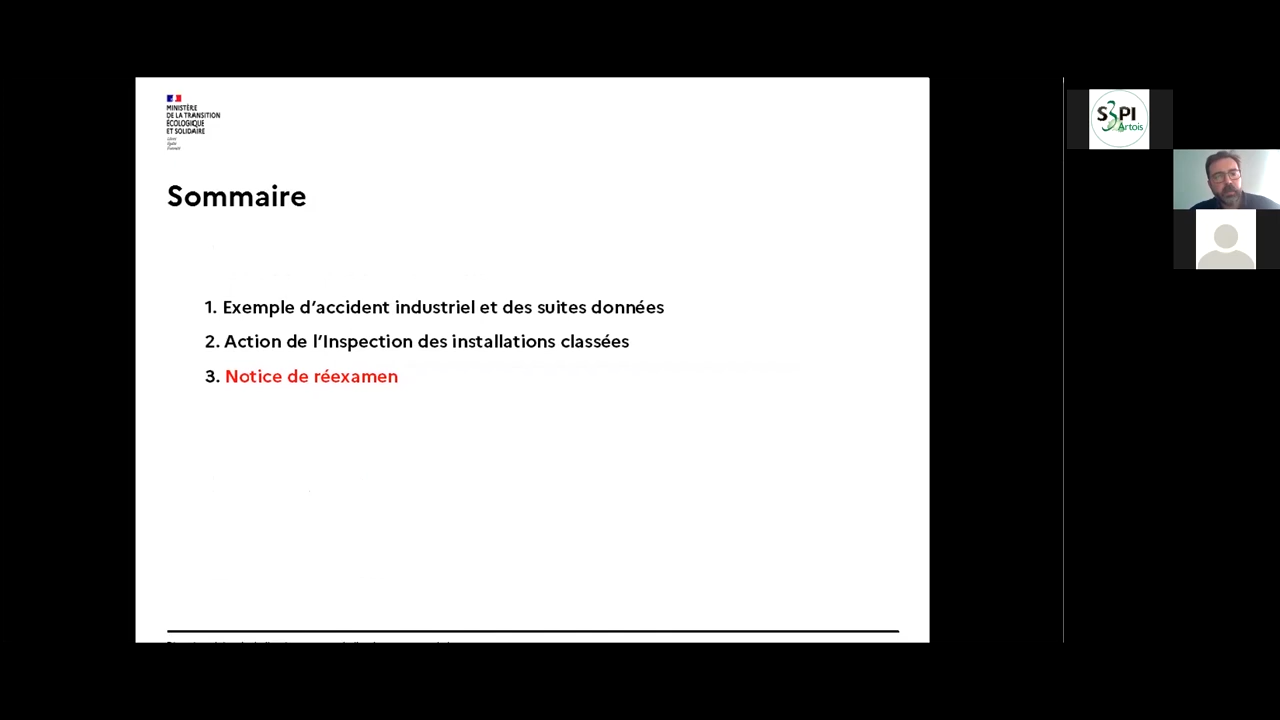 MINISTÈRE
DE LA TRANSITION
ÉCOLOGIQUE
ET SOLIDAIRE
Liberté
Égalité
Fraternité
Sommaire
1. Exemple d’accident industriel et des suites données
2. Action de l’Inspection des installations classées
3. Notice de réexamen
S3PI
Artois